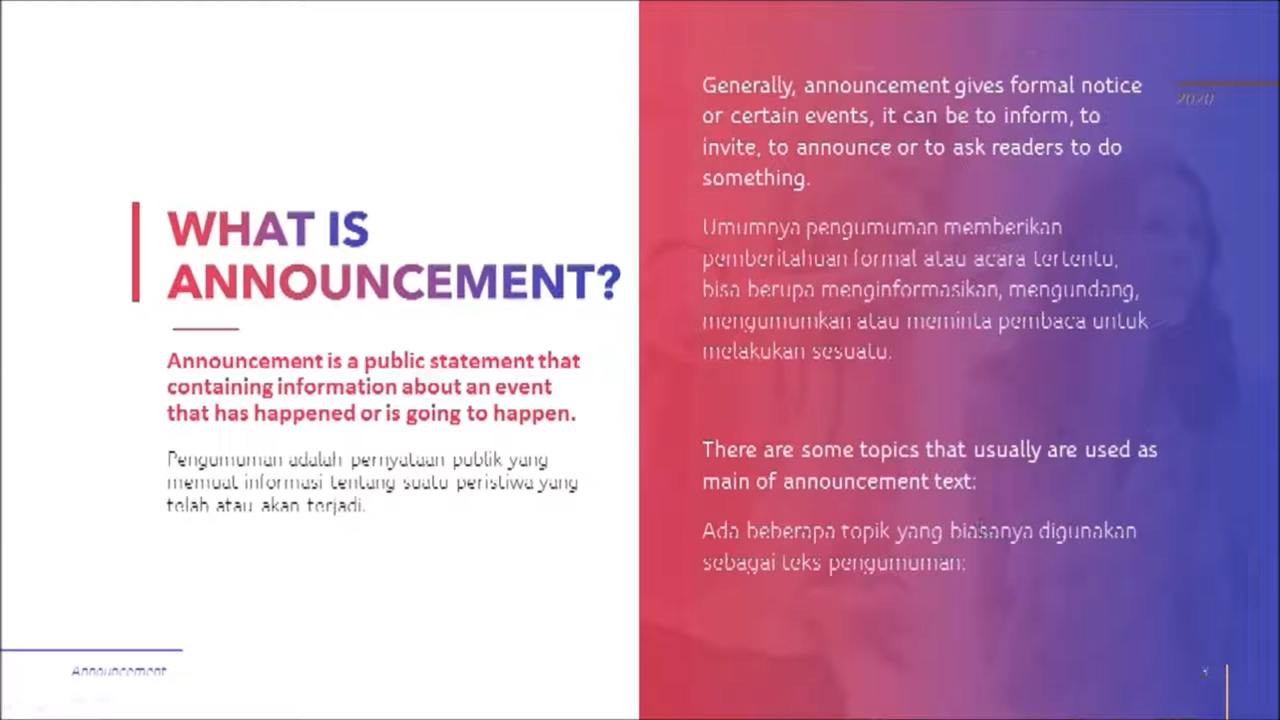 WHAT IS
ANNOUNCEMENT?
Announcement is a public statement that
containing information about an event
that has happened or is going to happen.
Pengumuman adalah pernyataan publik yang
memuat informasi tentang suatu peristiwa yang
telah atau akan terjadi.
Announcement
Generally, announcement gives formal notice
or certain events, it can be to inform, to
invite, to announce or to ask readers to do
something.
Umumnya pengumuman memberikan
pemberitahuan formal atau acara tertentu,
bisa berupa menginformasikan, mengundang,
mengumumkan atau meminta pembaca untuk
melakukan sesuatu.
There are some topics that usually are used as
main of announcement text:
Ada beberapa topik yang biasanya digunakan
sebagai teks pengumuman:
2020
3